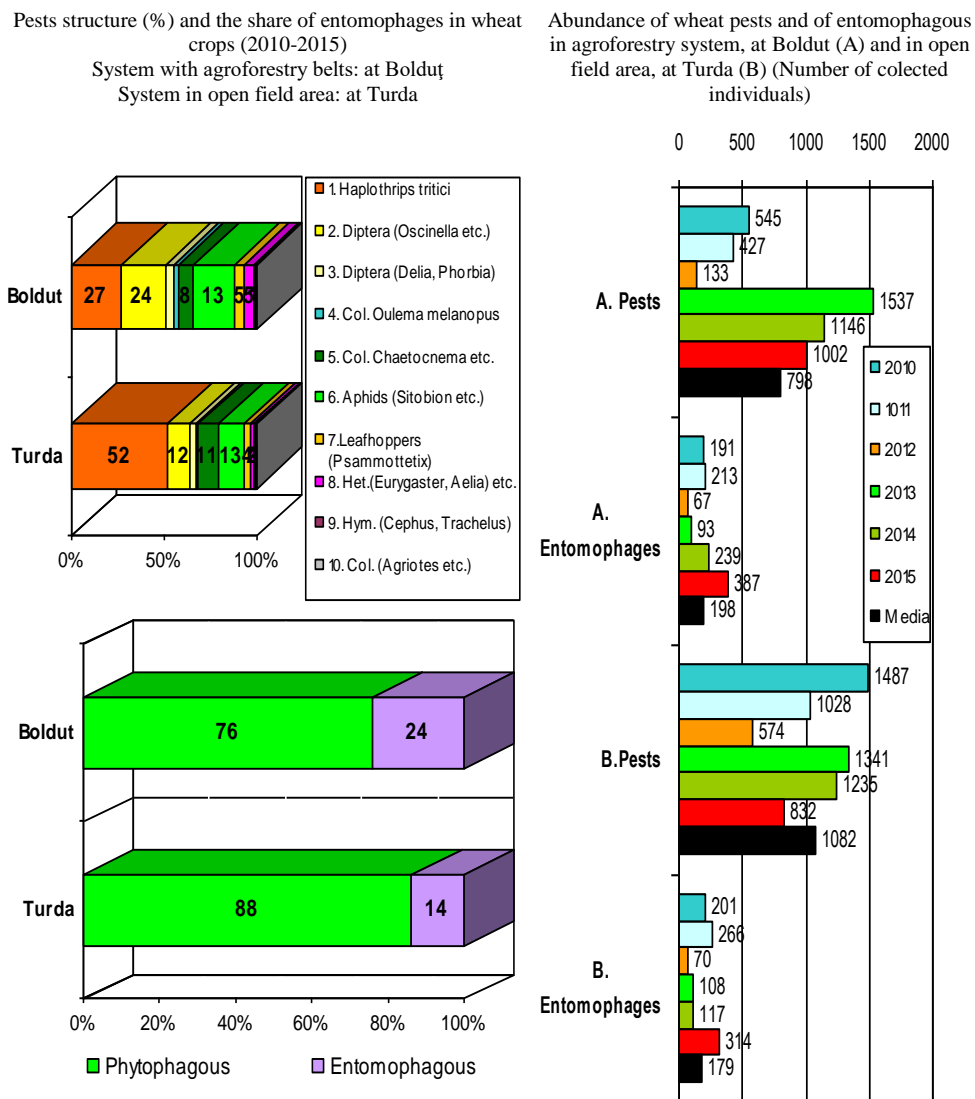 Pests structure (%) and the share of entomophages in wheat
crops (2010-2015)
System with agroforestry belts: at Bolduţ
System in open field area: at Turda
Abundance of wheat pests and of entomophagous
in agroforestry system, at Boldut (A) and in open
field area, at Turda (B) (Number of colected
individuals)
Boldut
27 24 8 13 5 5
Turda
52 12 11 13 4
0% 50% 100%
1. Haplothrips tritici
2. Diptera (Oscinella etc.)
3. Diptera (Delia, Phorbia)
4. Col. Oulema melanopus
5. Col. Chaetocnema etc.
6. Aphids (Sitobion etc.)
7.Leafhoppers
(Psammottetix)
8. Het.(Eurygaster, Aelia) etc.
9. Hym. (Cephus, Trachelus)
10. Col. (Agriotes etc.)
Boldut
76 24
Turda
88 14
0% 20% 40% 60% 80% 100%
Phytophagous Entomophagous
0 500 1000 1500 2000
A. Pests
545
427
133
1537
1146
1002
798
A.
Entomophages
191
213
67
93
239
387
198
B.Pests
1487
1028
574
1341
1235
832
1082
B.
Entomophages
201
266
70
108
117
314
179
2010
1011
2012
2013
2014
2015
Media